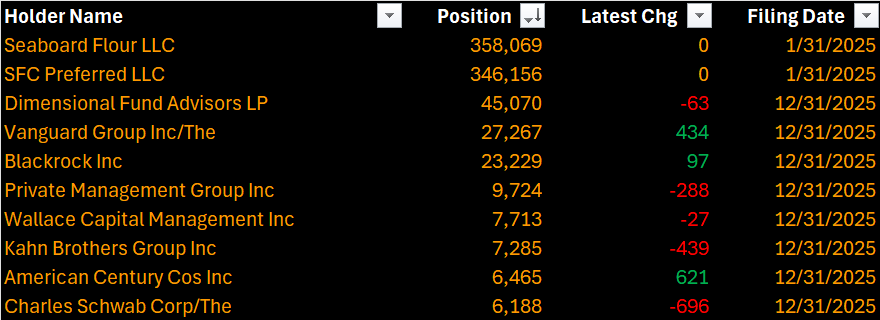 Holder Name Position Latest Chg Filing Date
Seaboard Flour LLC 358,069 0 1/31/2025
SFC Preferred LLC 346,156 0 1/31/2025
Dimensional Fund Advisors LP 45,070 -63 12/31/2025
Vanguard Group Inc/The 27,267 434 12/31/2025
Blackrock Inc 23,229 97 12/31/2025
Private Management Group Inc 9,724 -288 12/31/2025
Wallace Capital Management Inc 7,713 -27 12/31/2025
Kahn Brothers Group Inc 7,285 -439 12/31/2025
American Century Cos Inc 6,465 621 12/31/2025
Charles Schwab Corp/The 6,188 -696 12/31/2025